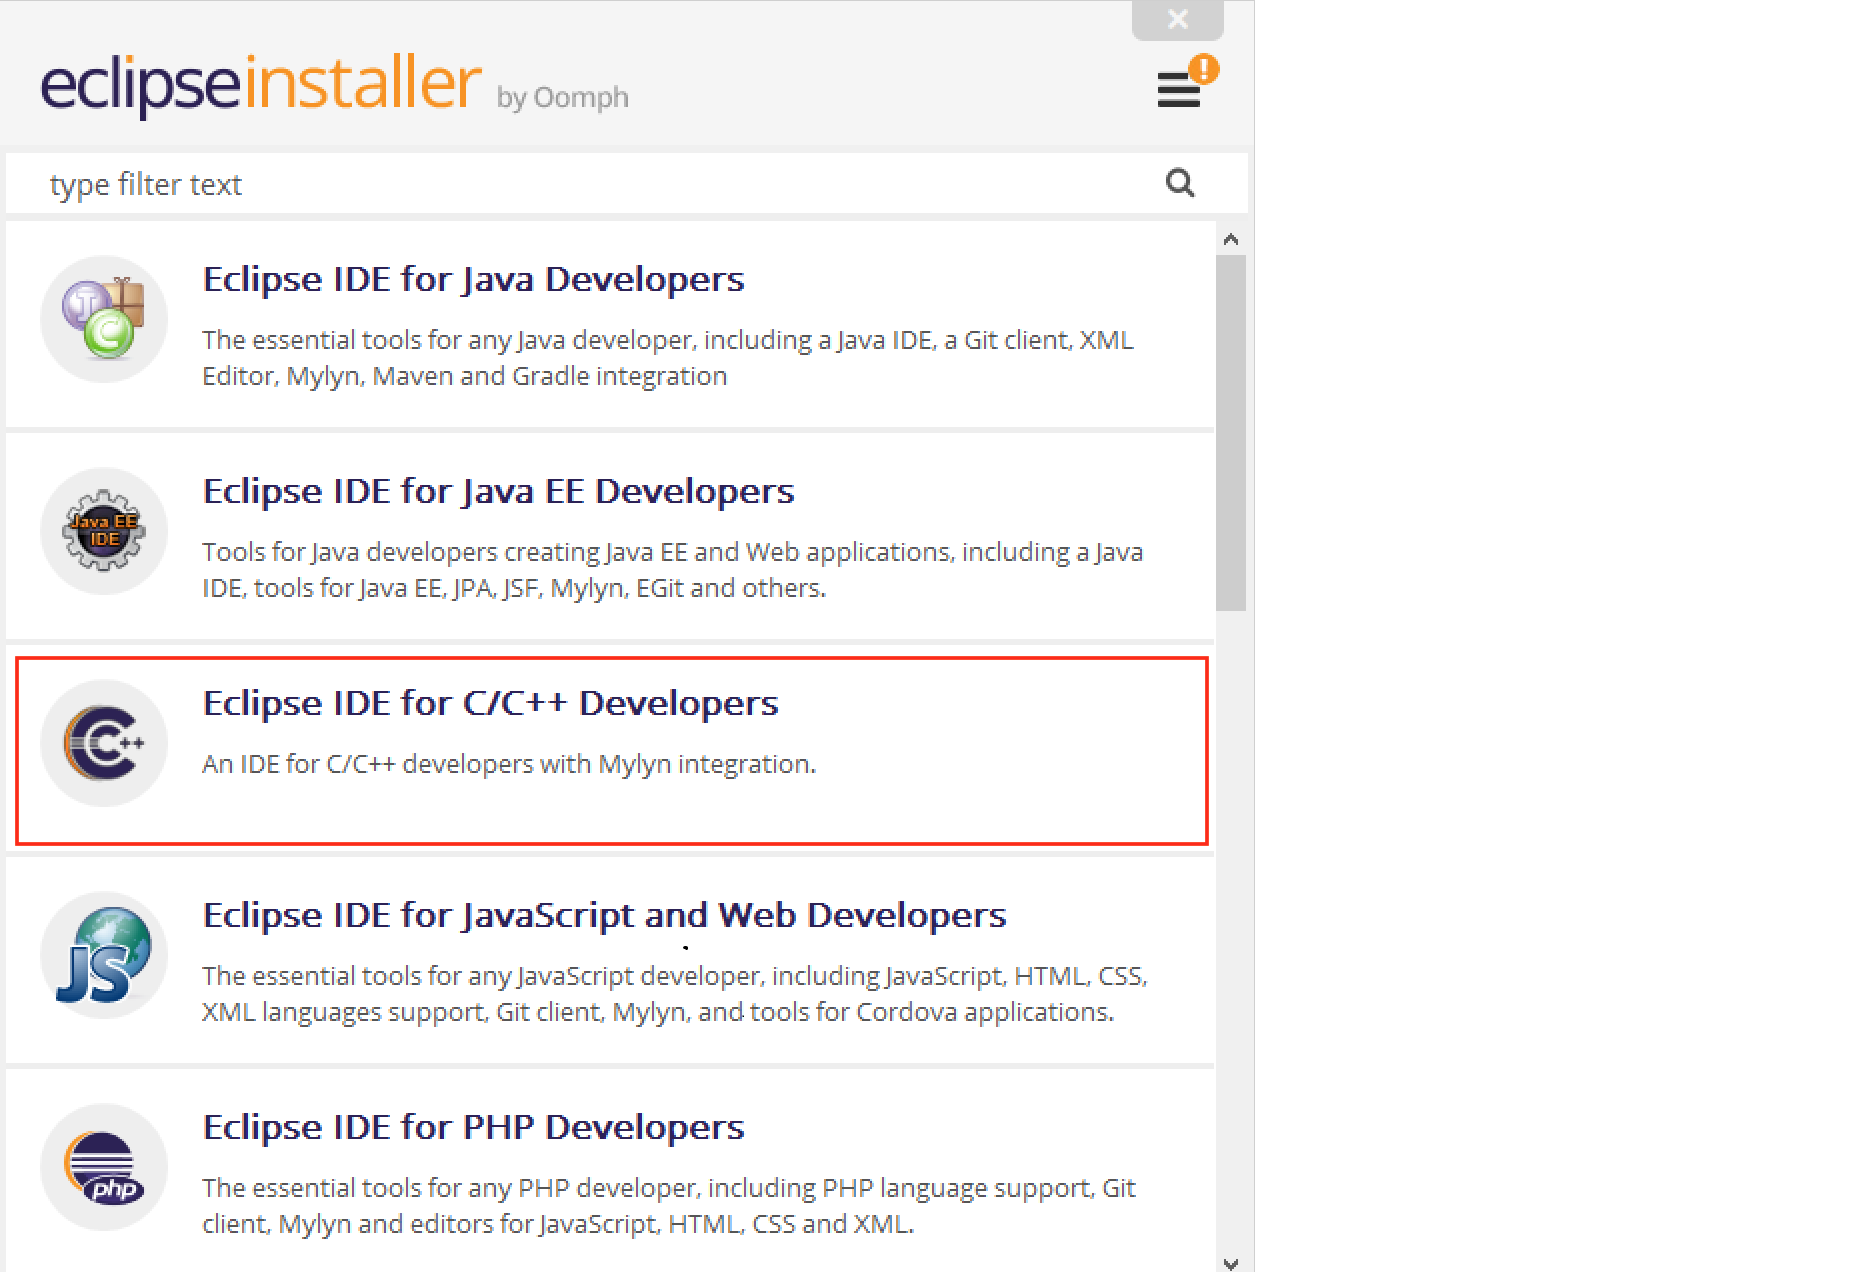 eclipseinstaller by Oomph
type filter text
Eclipse IDE for Java Developers
The essential tools for any Java developer, including a Java IDE, a Git client, XML
Editor, Mylyn, Maven and Gradle integration
Java EE
IDE
Eclipse IDE for Java EE Developers
Tools for Java developers creating Java EE and Web applications, including a Java
IDE, tools for Java EE, JPA, JSF, Mylyn, EGit and others.
C++
Eclipse IDE for C/C++ Developers
An IDE for C/C++ developers with Mylyn integration.
JS
Eclipse IDE for JavaScript and Web Developers
The essential tools for any JavaScript developer, including JavaScript, HTML, CSS,
XML languages support, Git client, Mylyn, and tools for Cordova applications.
php
Eclipse IDE for PHP Developers
The essential tools for any PHP developer, including PHP language support, Git
client, Mylyn and editors for JavaScript, HTML, CSS and XML.